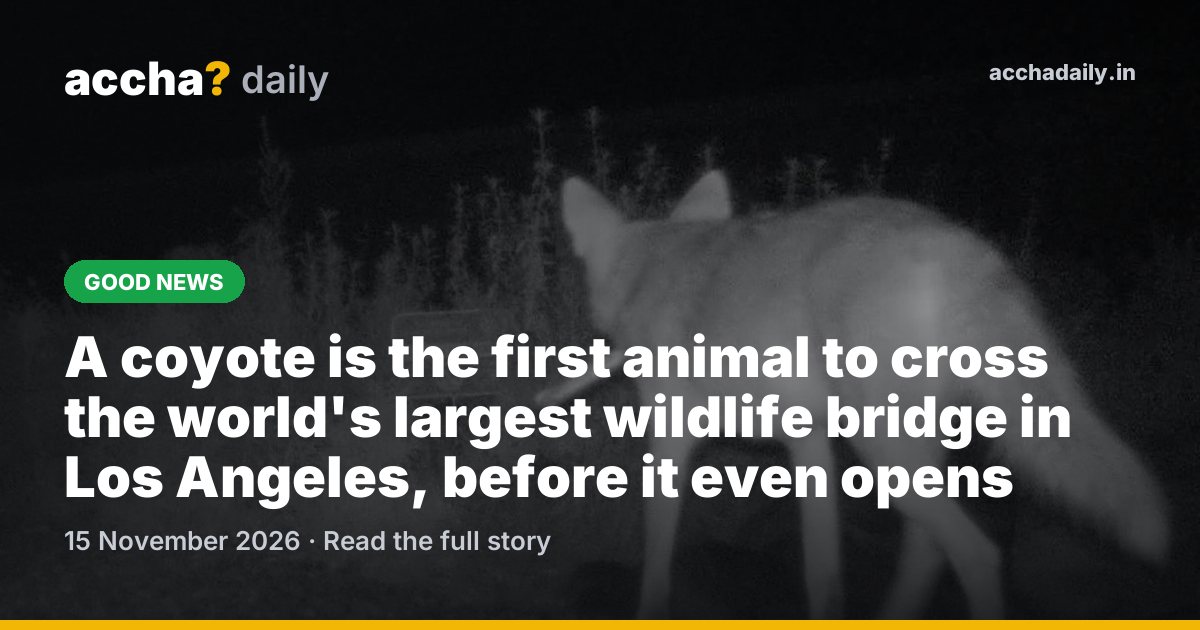 accha? daily
acchadaily.in
GOOD NEWS
A coyote is the first animal to cross
the world's largest wildlife bridge in
Los Angeles, before it even opens
15 November 2026 · Read the full story